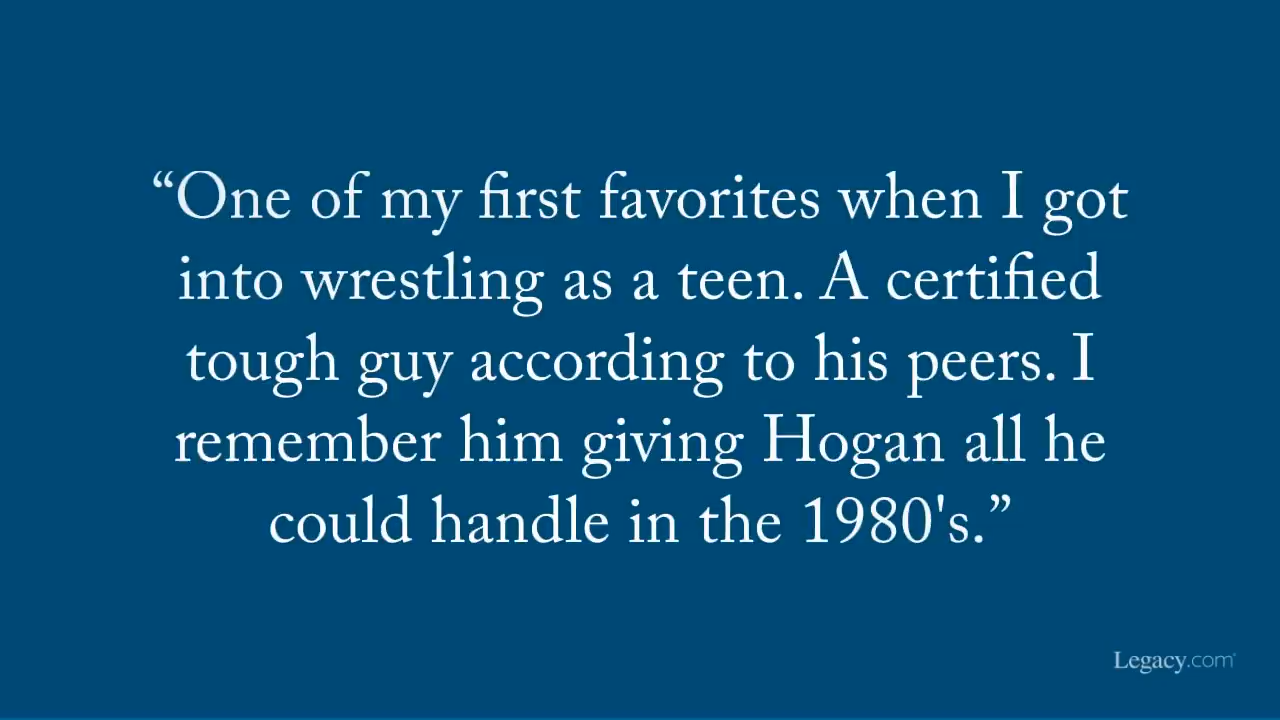 “One of my first favorites when I got
into wrestling as a teen. A certified
tough guy according to his peers. I
remember him giving Hogan all he
could handle in the 1980's.”
Legacy.com